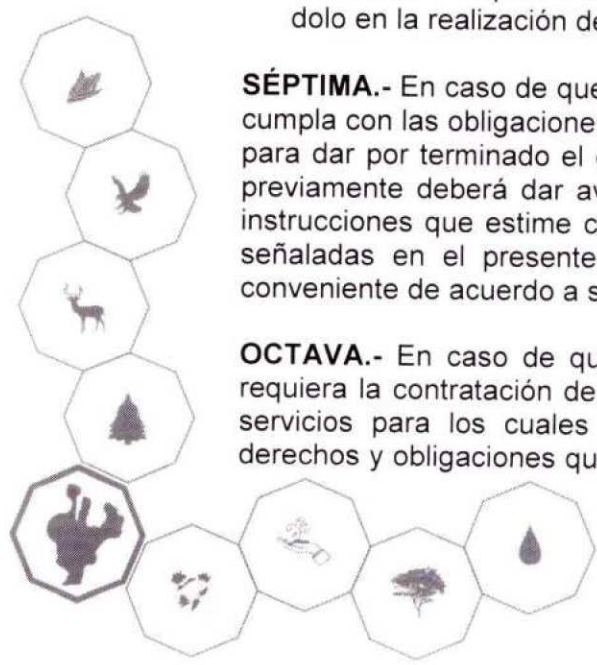 dolo en la realización de
SÉPTIMA.- En caso de que
cumpla con las obligacione
para dar por terminado el
previamente deberá dar av
instrucciones que estime c
señaladas en el presente
conveniente de acuerdo a s
OCTAVA.- En caso de qu
requiera la contratación de
servicios para los cuales
derechos y obligaciones qu